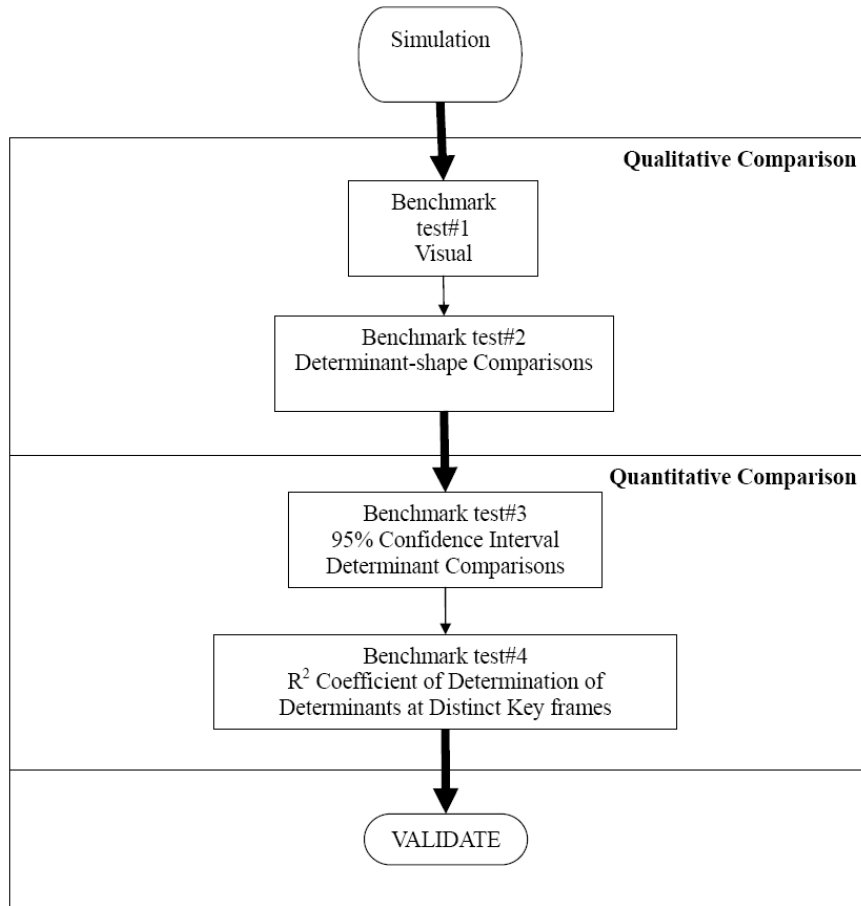 Simulation
Qualitative Comparison
Benchmark
test#1
Visual
Benchmark test#2
Determinant-shape Comparisons
Quantitative Comparison
Benchmark test#3
95% Confidence Interval
Determinant Comparisons
Benchmark test#4
R² Coefficient of Determination of
Determinants at Distinct Key frames
VALIDATE